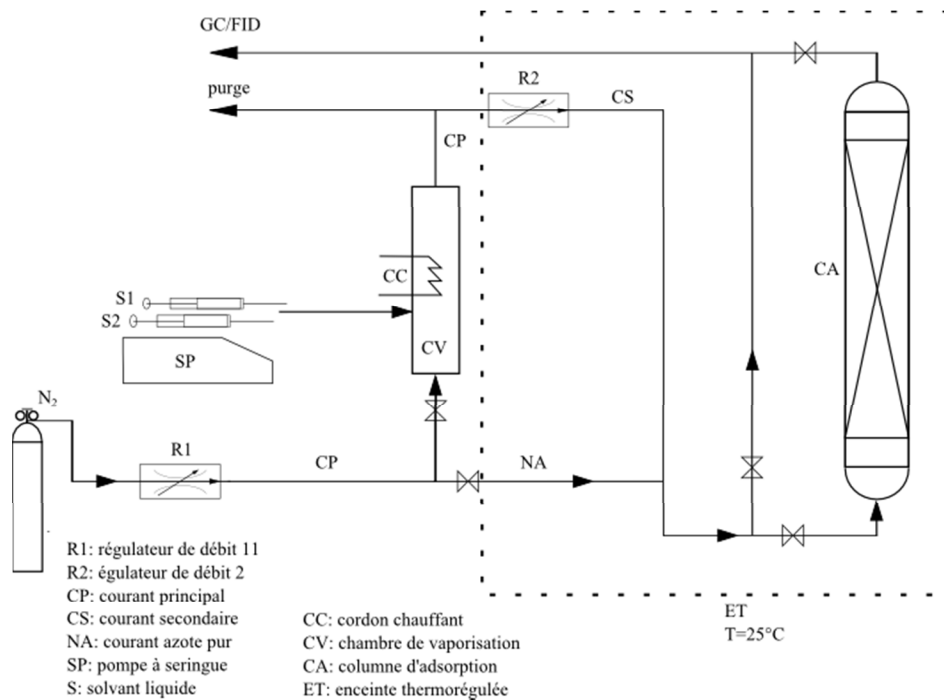 GC/FID
R2
CS
purge
CP
CC
CA
S1
S2
CV
SP
N2
R1
CP
NA
R1: régulateur de débit 11
R2: égulateur de débit 2
CP: courant principal
CS: courant secondaire
NA: courant azote pur
SP: pompe à seringue
S: solvant liquide
CC: cordon chauffant
CV: chambre de vaporisation
CA: columne d'adsorption
ET: enceinte thermorégulée
ET
T=25°C